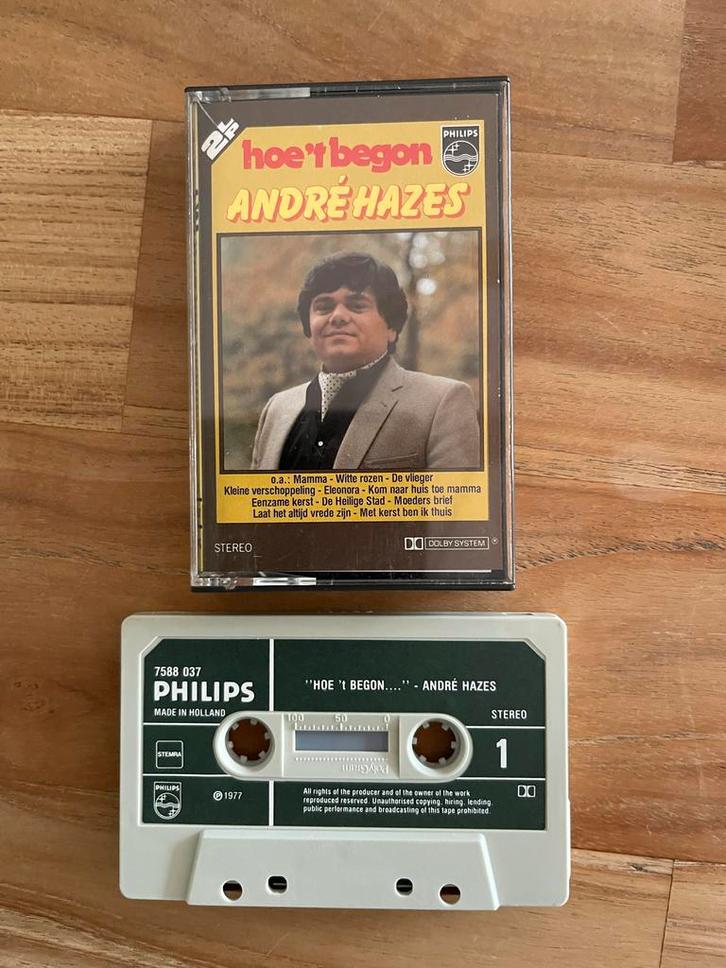 2LP
hoe't begon
PHILIPS
ANDRÉ HAZES
o.a.: Mamma - Witte rozen - De vlieger
Kleine verschoppeling - Eleonora - Kom naar huis toe mamma
Eenzame kerst - De Heilige Stad - Moeders brief
Laat het altijd vrede zijn - Met kerst ben ik thuis
STEREO
DOLBY SYSTEM ®
7588 037
PHILIPS
MADE IN HOLLAND
"HOE 't BEGON...." - ANDRÉ HAZES
STEREO
100 50 0
STEMRA
1
PolyGram
PHILIPS
℗ 1977
All rights of the producer and of the owner of the work
reproduced reserved. Unauthorised copying, hiring, lending,
public performance and broadcasting of this tape prohibited.